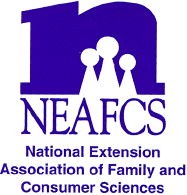 n
NEAFCS
National Extension
Association of Family and
Consumer Sciences